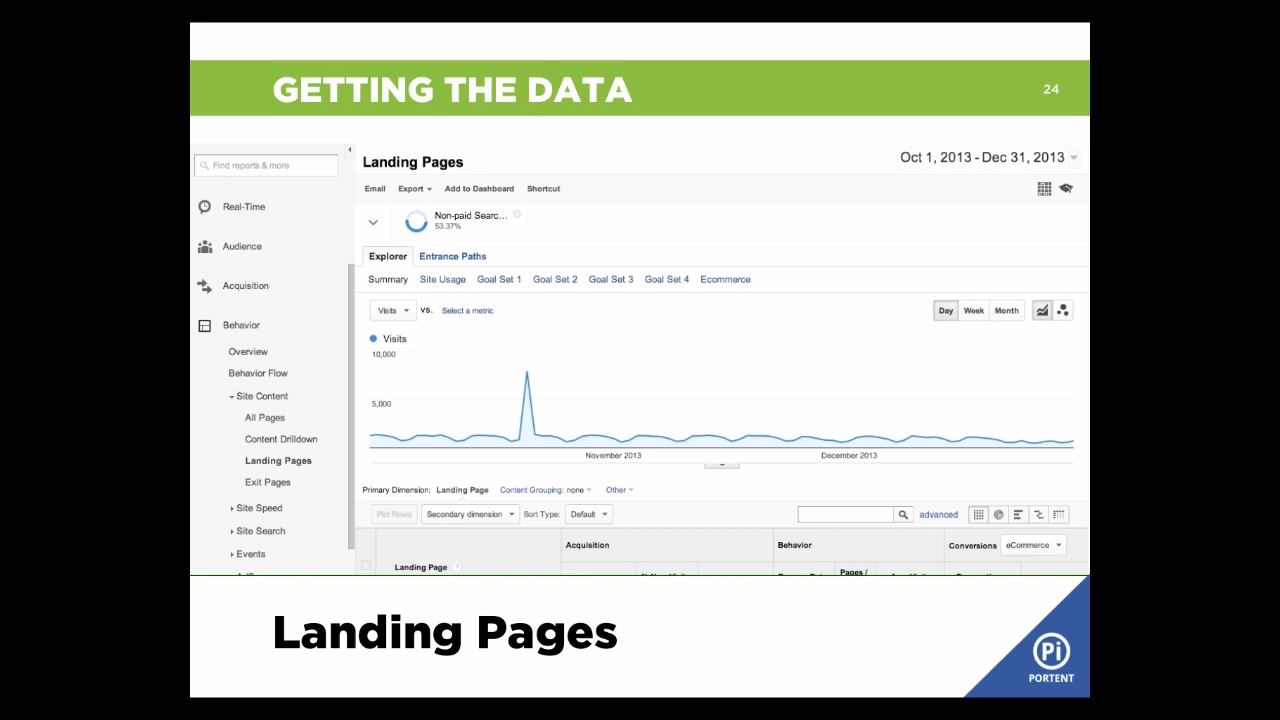 GETTING THE DATA
24
Find reports & more
Real-Time
Audience
Acquisition
Behavior
Overview
Behavior Flow
Site Content
All Pages
Content Drilldown
Landing Pages
Exit Pages
Site Speed
Site Search
Events
Landing Pages
Oct 1, 2013 - Dec 31, 2013
Email Export Add to Dashboard Shortcut
Non-paid Searc...
53.37%
Explorer Entrance Paths
Summary Site Usage Goal Set 1 Goal Set 2 Goal Set 3 Goal Set 4 Ecommerce
Visits VS. Select a metric
Day Week Month
Visits
10,000
5,000
November 2013 December 2013
Primary Dimension: Landing Page Content Grouping: none Other
Plot Rows Secondary dimension Sort Type: Default
advanced
Acquisition Behavior Conversions eCommerce
Landing Page
Pages /
Landing Pages
Pi
PORTENT